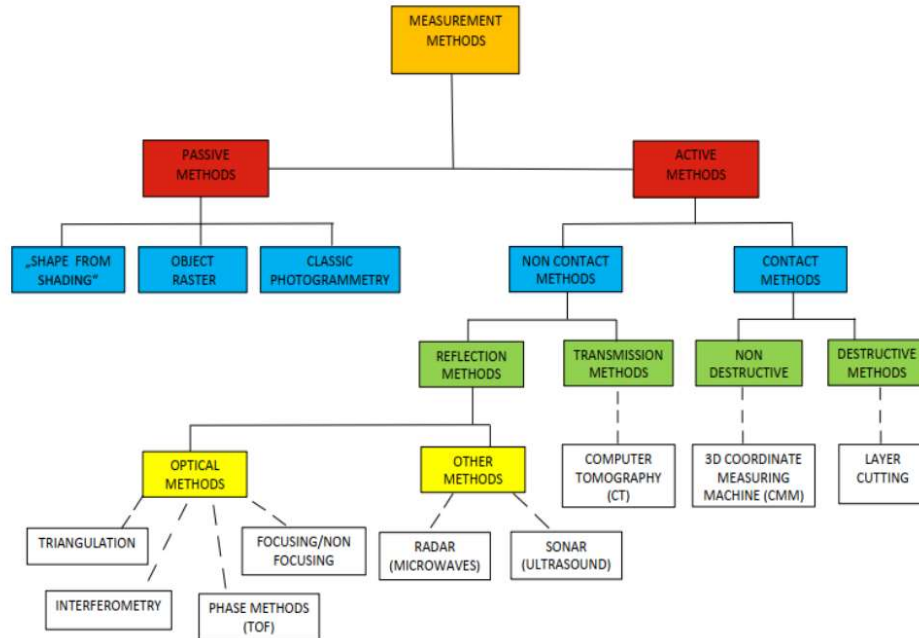 MEASUREMENT
METHODS
PASSIVE
METHODS
ACTIVE
METHODS
„SHAPE FROM
SHADING“
OBJECT
RASTER
CLASSIC
PHOTOGRAMMETRY
NON CONTACT
METHODS
CONTACT
METHODS
REFLECTION
METHODS
TRANSMISSION
METHODS
NON
DESTRUCTIVE
DESTRUCTIVE
METHODS
OPTICAL
METHODS
OTHER
METHODS
COMPUTER
TOMOGRAPHY
(CT)
3D COORDINATE
MEASURING
MACHINE (CMM)
LAYER
CUTTING
TRIANGULATION
FOCUSING/NON
FOCUSING
RADAR
(MICROWAVES)
SONAR
(ULTRASOUND)
INTERFEROMETRY
PHASE METHODS
(TOF)